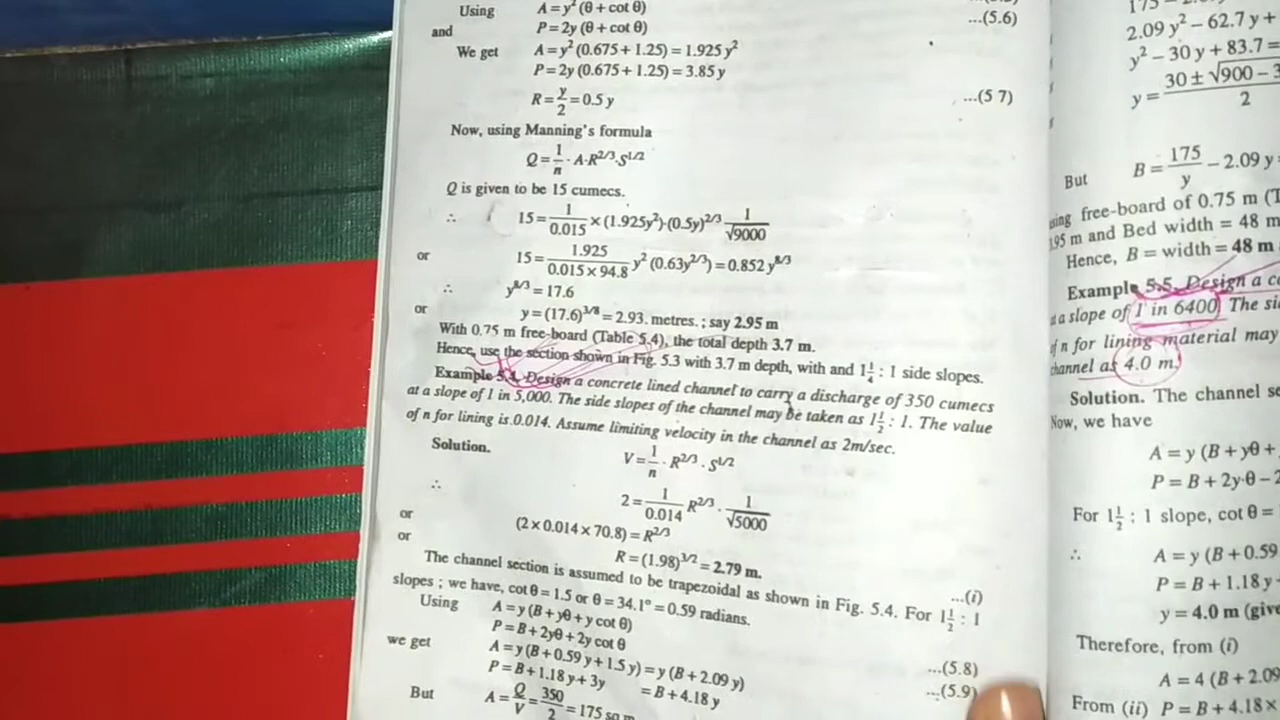 Using A = y² (θ + cot θ)
and P = 2y (θ + cot θ) ...(5.6)
We get A = y² (0.675 + 1.25) = 1.925 y²
P = 2y (0.675 + 1.25) = 3.85 y
R = y/2 = 0.5 y ...(5 7)
Now, using Manning's formula
Q = 1/n · A·R^2/3·S^1/2
Q is given to be 15 cumecs.
∴ 15 = 1/0.015 × (1.925y²)·(0.5y)^2/3 1/√9000
or 15 = 1.925/0.015 × 94.8 y² (0.63y^2/3) = 0.852 y^8/3
∴ y^8/3 = 17.6
or y = (17.6)^3/8 = 2.93. metres. ; say 2.95 m
With 0.75 m free-board (Table 5.4), the total depth 3.7 m.
Hence, use the section shown in Fig. 5.3 with 3.7 m depth, with and 1 1/4 : 1 side slopes.
Example 5.4. Design a concrete lined channel to carry a discharge of 350 cumecs
at a slope of 1 in 5,000. The side slopes of the channel may be taken as 1 1/2 : 1. The value
of n for lining is 0.014. Assume limiting velocity in the channel as 2m/sec.
Solution. V = 1/n · R^2/3 · S^1/2
∴ 2 = 1/0.014 R^2/3 · 1/√5000
or (2 × 0.014 × 70.8) = R^2/3
or R = (1.98)^3/2 = 2.79 m. ...(i)
The channel section is assumed to be trapezoidal as shown in Fig. 5.4. For 1 1/2 : 1
slopes ; we have, cot θ = 1.5 or θ = 34.1° = 0.59 radians.
Using A = y (B + yθ + y cot θ)
P = B + 2yθ + 2y cot θ
we get A = y (B + 0.59 y + 1.5 y) = y (B + 2.09 y) ...(5.8)
P = B + 1.18 y + 3y = B + 4.18 y ...(5.9)
But A = Q/V = 350/2 = 175 sq m
2.09 y² − 62.7 y +
y² − 30 y + 83.7 =
y = 30 ± √900 − 3 / 2
But B = 175/y − 2.09 y
free-board of 0.75 m (T
m and Bed width = 48 m
Hence, B = width = 48 m
Example 5.5. Design a c
a slope of 1 in 6400. The si
of n for lining material may
channel as 4.0 m.
Solution. The channel se
Now, we have
A = y (B + yθ +
P = B + 2y·θ − 2
For 1 1/2 : 1 slope, cot θ =
∴ A = y (B + 0.59
P = B + 1.18 y
y = 4.0 m (give
Therefore, from (i)
A = 4 (B + 2.09
From (ii) P = B + 4.18 ×